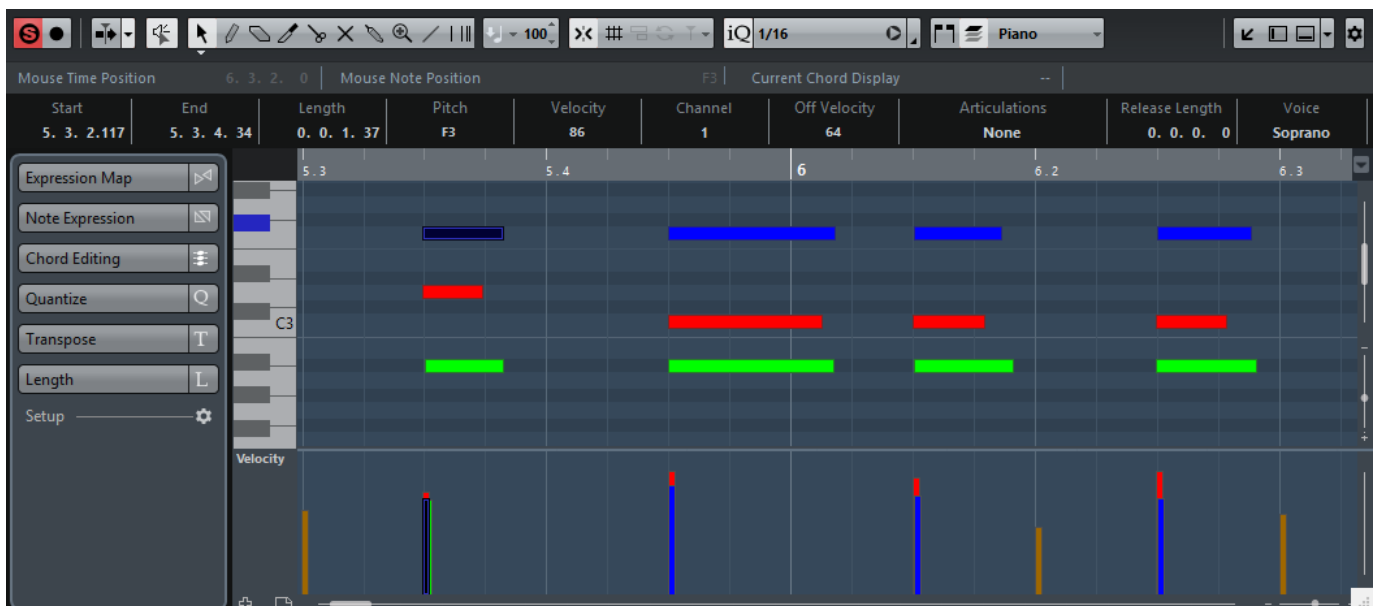 S 100 iQ 1/16 Piano
Mouse Time Position 6. 3. 2. 0 Mouse Note Position F3 Current Chord Display --
Start End Length Pitch Velocity Channel Off Velocity Articulations Release Length Voice
5. 3. 2.117 5. 3. 4. 34 0. 0. 1. 37 F3 86 1 64 None 0. 0. 0. 0 Soprano
5.3 5.4 6 6.2 6.3
Expression Map
Note Expression
Chord Editing
Quantize Q
C3
Transpose T
Length L
Setup
Velocity